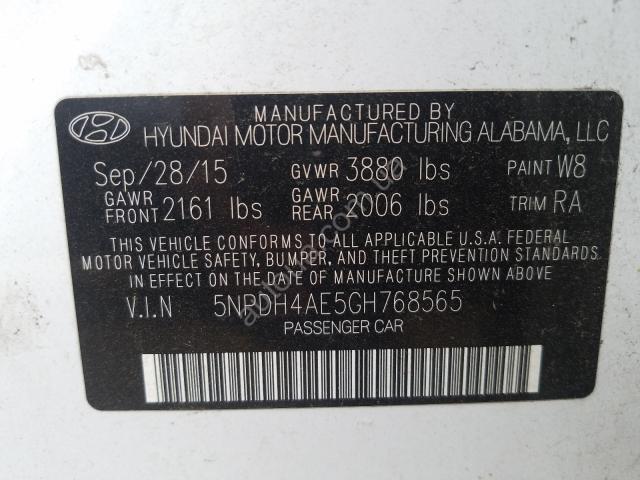 MANUFACTURED BY
HYUNDAI MOTOR MANUFACTURING ALABAMA, LLC
Sep/28/15 GVWR 3880 lbs PAINT W8
GAWR FRONT 2161 lbs GAWR REAR 2006 lbs TRIM RA
THIS VEHICLE CONFORMS TO ALL APPLICABLE U.S.A. FEDERAL
MOTOR VEHICLE SAFETY, BUMPER, AND THEFT PREVENTION STANDARDS
IN EFFECT ON THE DATE OF MANUFACTURE SHOWN ABOVE
V.I.N 5NPDH4AE5GH768565
PASSENGER CAR